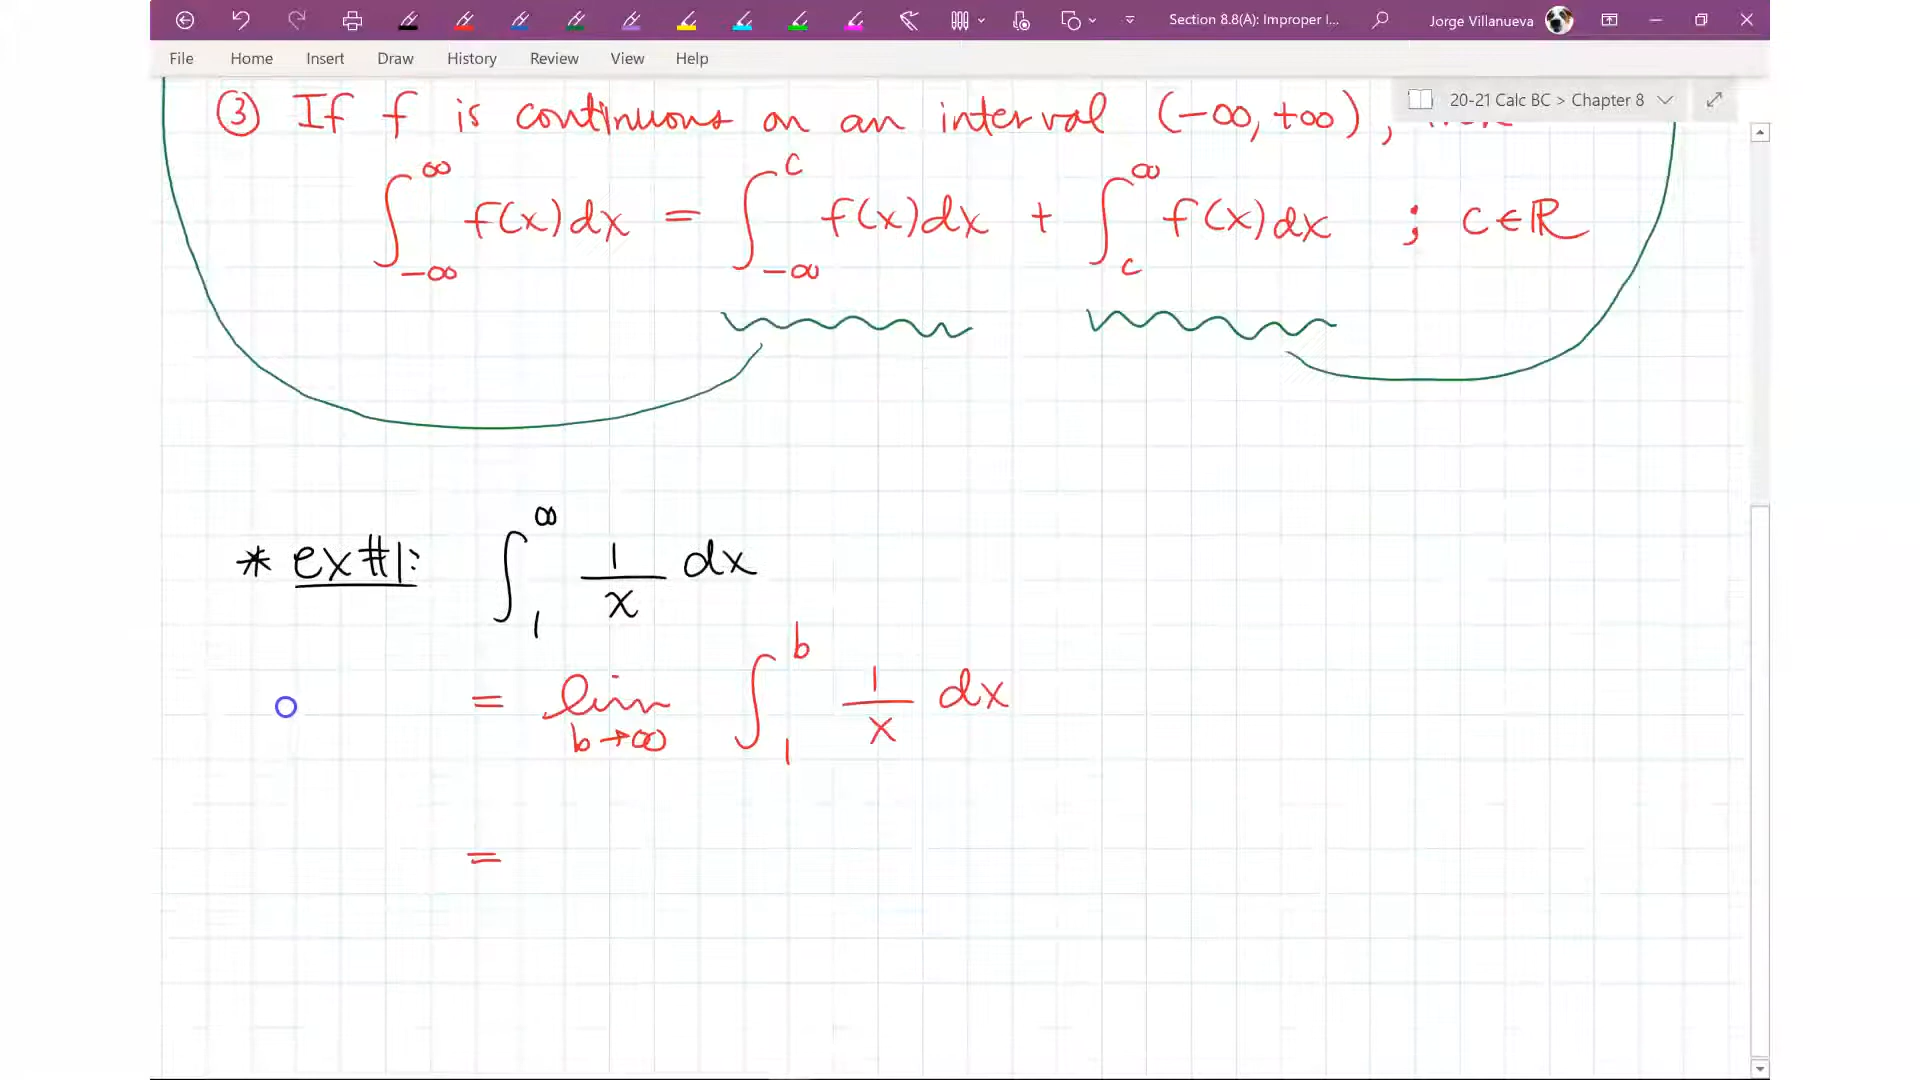 Section 8.8(A): Improper I... Jorge Villanueva
File Home Insert Draw History Review View Help
20-21 Calc BC > Chapter 8
③ If f is continuous on an interval (-∞, +∞),
∫_{-∞}^{∞} f(x)dx = ∫_{-∞}^{c} f(x)dx + ∫_{c}^{∞} f(x)dx ; c∈ℝ
* ex#1: ∫_{1}^{∞} 1/x dx
= lim_{b→∞} ∫_{1}^{b} 1/x dx
=